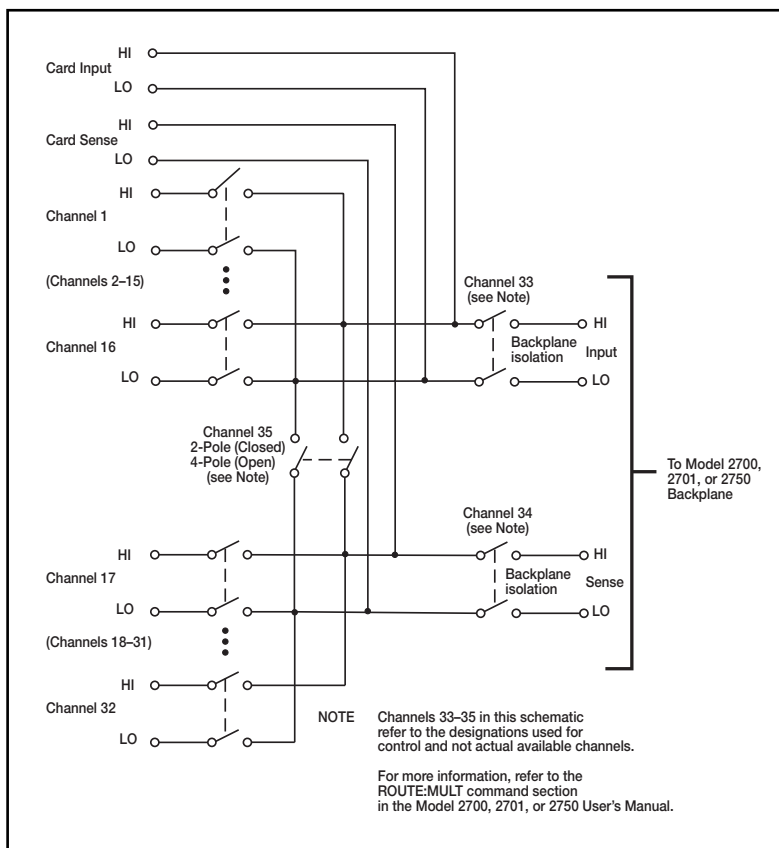 HI
Card Input
LO
HI
Card Sense
LO
HI
Channel 1
LO
(Channels 2–15)
HI
Channel 16
LO
Channel 33
(see Note)
Backplane
isolation
HI
Input
LO
Channel 35
2-Pole (Closed)
4-Pole (Open)
(see Note)
To Model 2700,
2701, or 2750
Backplane
HI
Channel 17
LO
(Channels 18–31)
Channel 34
(see Note)
Backplane
isolation
HI
Sense
LO
HI
Channel 32
LO
NOTE Channels 33–35 in this schematic
refer to the designations used for
control and not actual available channels.
For more information, refer to the
ROUTE:MULT command section
in the Model 2700, 2701, or 2750 User's Manual.